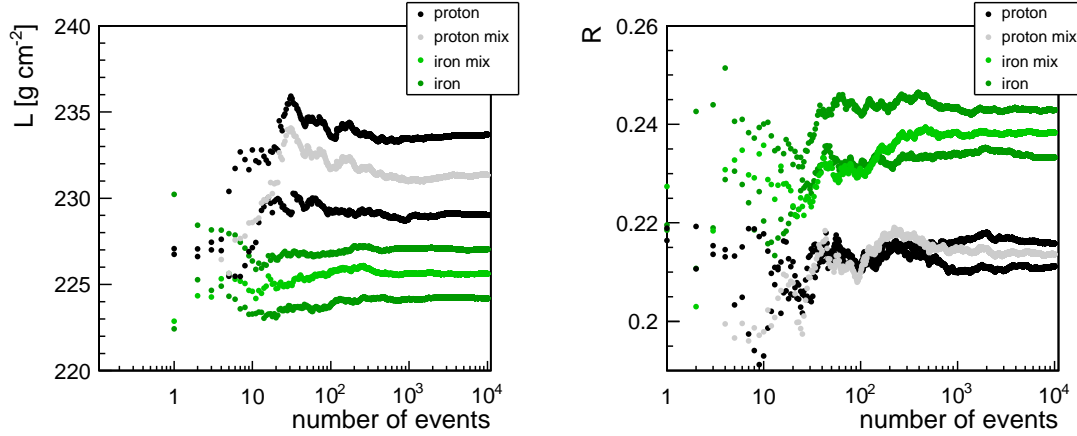 L [g cm⁻²]
240
235
230
225
220
1
10
10²
10³
10⁴
number of events
proton
proton mix
iron mix
iron
R
0.26
0.24
0.22
0.2
1
10
10²
10³
10⁴
number of events
proton
proton mix
iron mix
iron